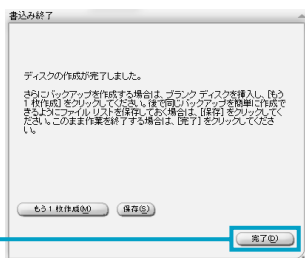 書込み終了
ディスクの作成が完了しました。
さらにバックアップを作成する場合は、ブランク ディスクを挿入し、[もう
1 枚作成] をクリックしてください。後で同じバックアップを簡単に作成で
きるようにファイル リストを保存しておく場合は、[保存] をクリックしてく
ださい。このまま作業を終了する場合は、[完了] をクリックしてくださ
い。
もう 1 枚作成(M)
保存(S)
完了(D)